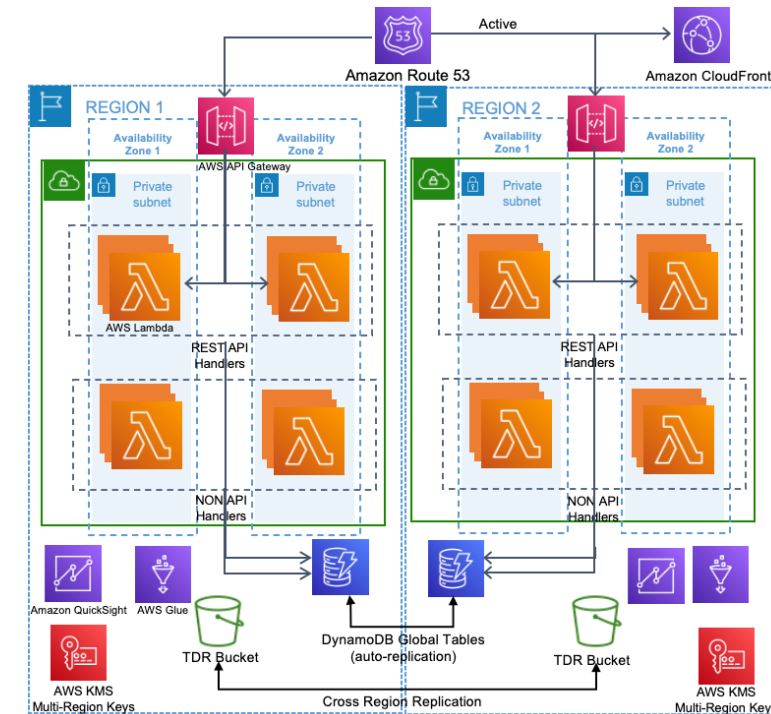 Active
53
Amazon Route 53
Amazon CloudFront
REGION 1
Availability
Zone 1
Availability
Zone 2
AWS API Gateway
Private
subnet
Private
subnet
AWS Lambda
REST API
Handlers
NON API
Handlers
Amazon QuickSight
AWS Glue
TDR Bucket
AWS KMS
Multi-Region Keys
REGION 2
Availability
Zone 1
Availability
Zone 2
Private
subnet
Private
subnet
REST API
Handlers
NON API
Handlers
DynamoDB Global Tables
(auto-replication)
TDR Bucket
Cross Region Replication
AWS KMS
Multi-Region Key